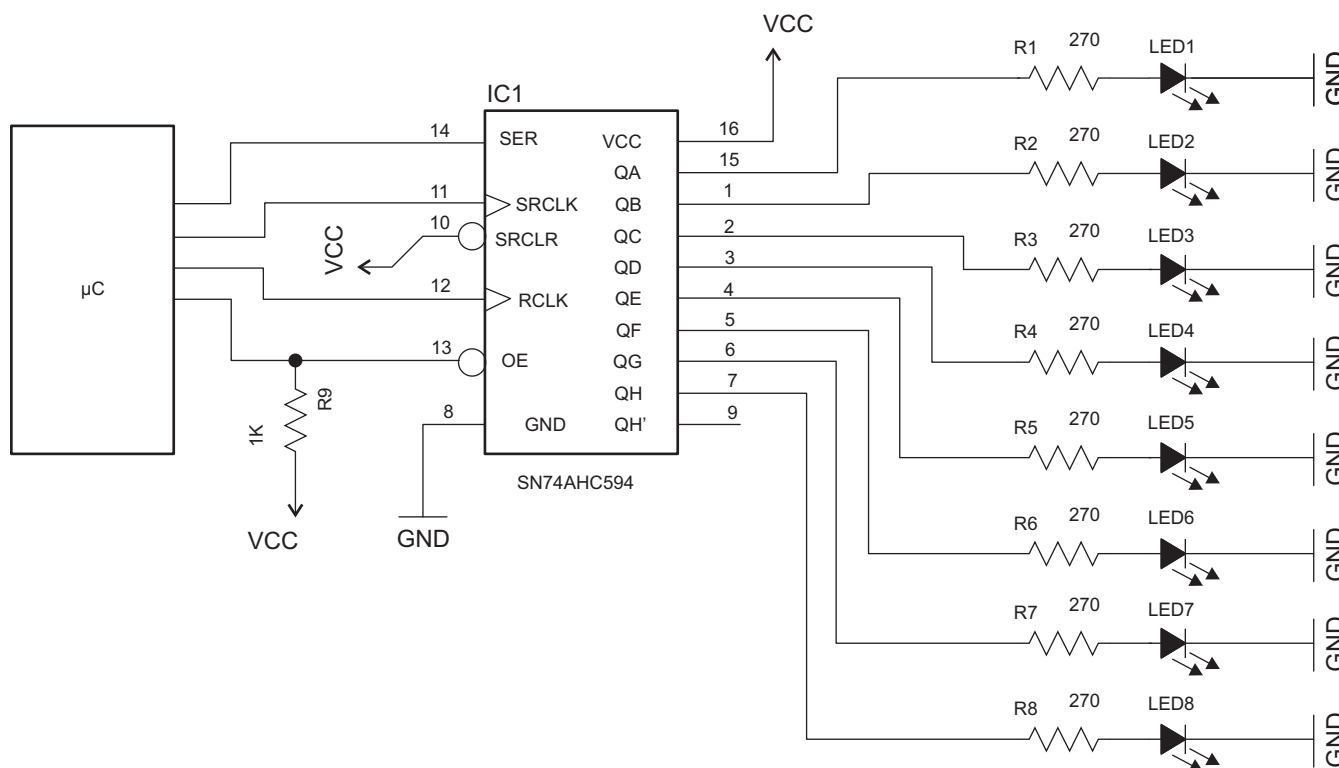 VCC
IC1
µC
14
SER
11
SRCLK
10
SRCLR
VCC
12
RCLK
13
OE
R9
1K
VCC
8
GND
GND
VCC
16
QA
15
QB
1
QC
2
QD
3
QE
4
QF
5
QG
6
QH
7
QH'
9
SN74AHC594
R1
270
LED1
GND
R2
270
LED2
GND
R3
270
LED3
GND
R4
270
LED4
GND
R5
270
LED5
GND
R6
270
LED6
GND
R7
270
LED7
GND
R8
270
LED8
GND